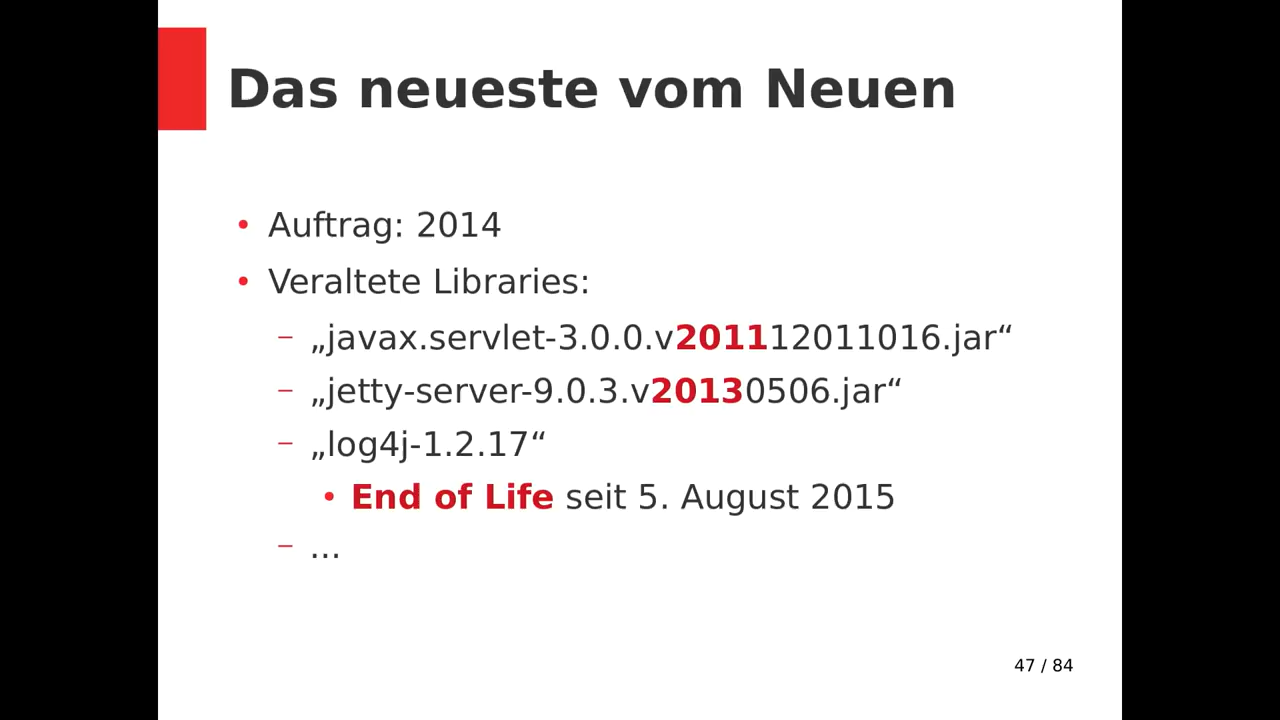 Das neueste vom Neuen
• Auftrag: 2014
• Veraltete Libraries:
– „javax.servlet-3.0.0.v201112011016.jar“
– „jetty-server-9.0.3.v20130506.jar“
– „log4j-1.2.17“
• End of Life seit 5. August 2015
– ...
47 / 84